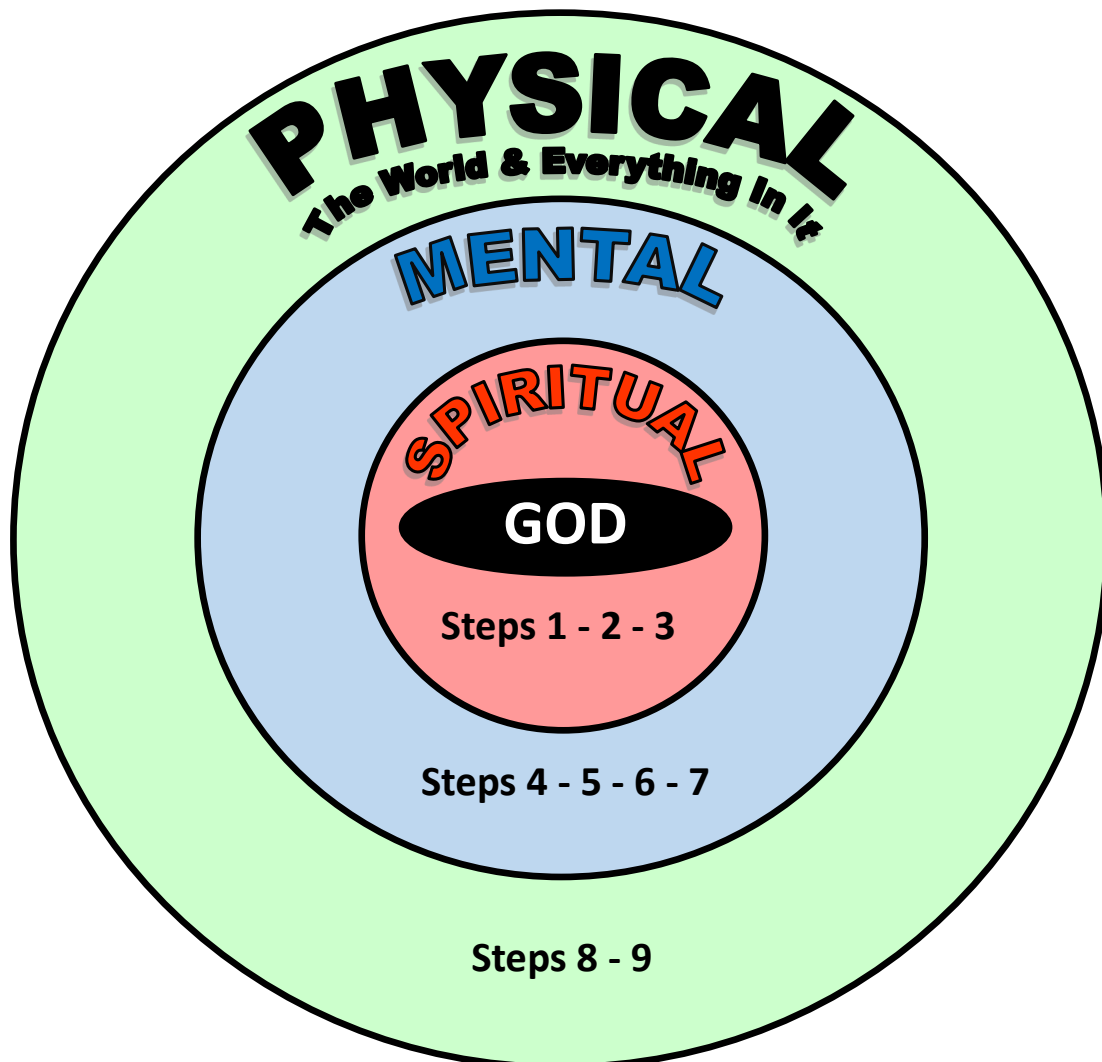 PHYSICAL
The World & Everything In It
MENTAL
SPIRITUAL
GOD
Steps 1 - 2 - 3
Steps 4 - 5 - 6 - 7
Steps 8 - 9